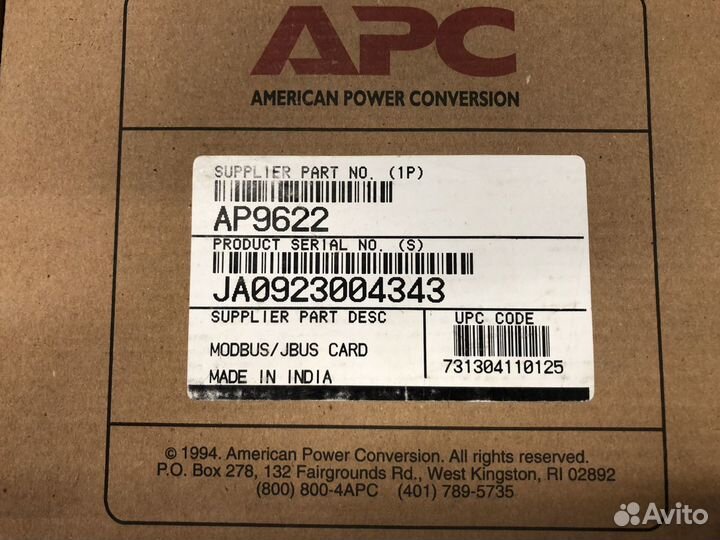 APC
AMERICAN POWER CONVERSION
SUPPLIER PART NO. (1P)
AP9622
PRODUCT SERIAL NO. (S)
JA0923004343
SUPPLIER PART DESC
UPC CODE
MODBUS/JBUS CARD
731304110125
MADE IN INDIA
© 1994. American Power Conversion. All rights reserved.
P.O. Box 278, 132 Fairgrounds Rd., West Kingston, RI 02892
(800) 800-4APC (401) 789-5735
Avito